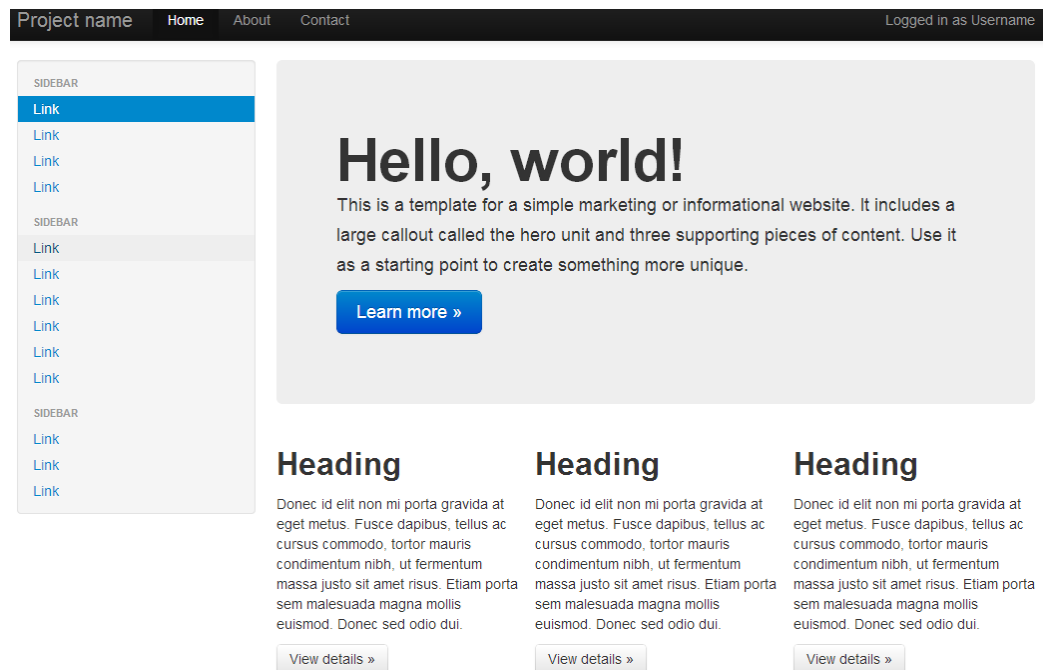 Project name Home About Contact Logged in as Username
SIDEBAR
Link
Link
Link
Link
SIDEBAR
Link
Link
Link
Link
Link
Link
SIDEBAR
Link
Link
Link
Hello, world!
This is a template for a simple marketing or informational website. It includes a
large callout called the hero unit and three supporting pieces of content. Use it
as a starting point to create something more unique.
Learn more »
Heading
Donec id elit non mi porta gravida at
eget metus. Fusce dapibus, tellus ac
cursus commodo, tortor mauris
condimentum nibh, ut fermentum
massa justo sit amet risus. Etiam porta
sem malesuada magna mollis
euismod. Donec sed odio dui.
View details »
Heading
Donec id elit non mi porta gravida at
eget metus. Fusce dapibus, tellus ac
cursus commodo, tortor mauris
condimentum nibh, ut fermentum
massa justo sit amet risus. Etiam porta
sem malesuada magna mollis
euismod. Donec sed odio dui.
View details »
Heading
Donec id elit non mi porta gravida at
eget metus. Fusce dapibus, tellus ac
cursus commodo, tortor mauris
condimentum nibh, ut fermentum
massa justo sit amet risus. Etiam porta
sem malesuada magna mollis
euismod. Donec sed odio dui.
View details »